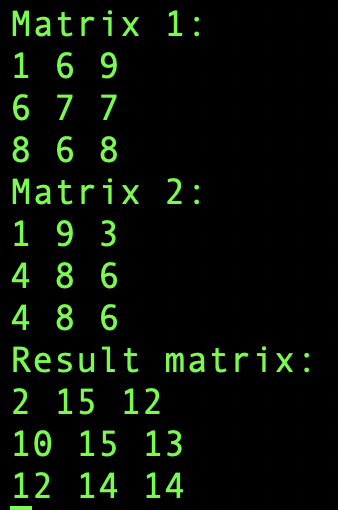 Matrix 1:
1 6 9
6 7 7
8 6 8
Matrix 2:
1 9 3
4 8 6
4 8 6
Result matrix:
2 15 12
10 15 13
12 14 14